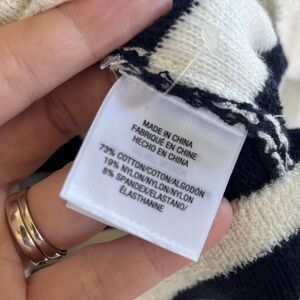 MADE IN CHINA
FABRIQUÉ EN CHINE
HECHO EN CHINA
73% COTTON/COTON/ALGODÓN
19% NYLON/NYLON/NYLON
8% SPANDEX/ELASTANO/
ÉLASTHANNE